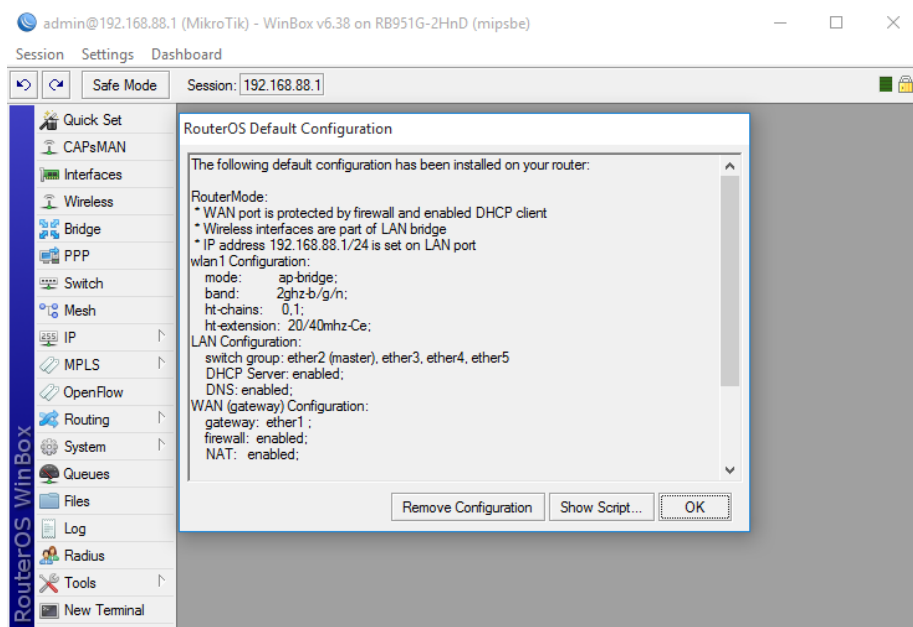 admin@192.168.88.1 (MikroTik) - WinBox v6.38 on RB951G-2HnD (mipsbe)
Session Settings Dashboard
Safe Mode Session: 192.168.88.1
Quick Set
CAPsMAN
Interfaces
Wireless
Bridge
PPP
Switch
Mesh
255 IP
MPLS
OpenFlow
Routing
System
Queues
Files
Log
Radius
Tools
New Terminal
RouterOS WinBox
RouterOS Default Configuration
The following default configuration has been installed on your router:
RouterMode:
* WAN port is protected by firewall and enabled DHCP client
* Wireless interfaces are part of LAN bridge
* IP address 192.168.88.1/24 is set on LAN port
wlan1 Configuration:
mode: ap-bridge;
band: 2ghz-b/g/n;
ht-chains: 0,1;
ht-extension: 20/40mhz-Ce;
LAN Configuration:
switch group: ether2 (master), ether3, ether4, ether5
DHCP Server: enabled;
DNS: enabled;
WAN (gateway) Configuration:
gateway: ether1 ;
firewall: enabled;
NAT: enabled;
Remove Configuration Show Script... OK